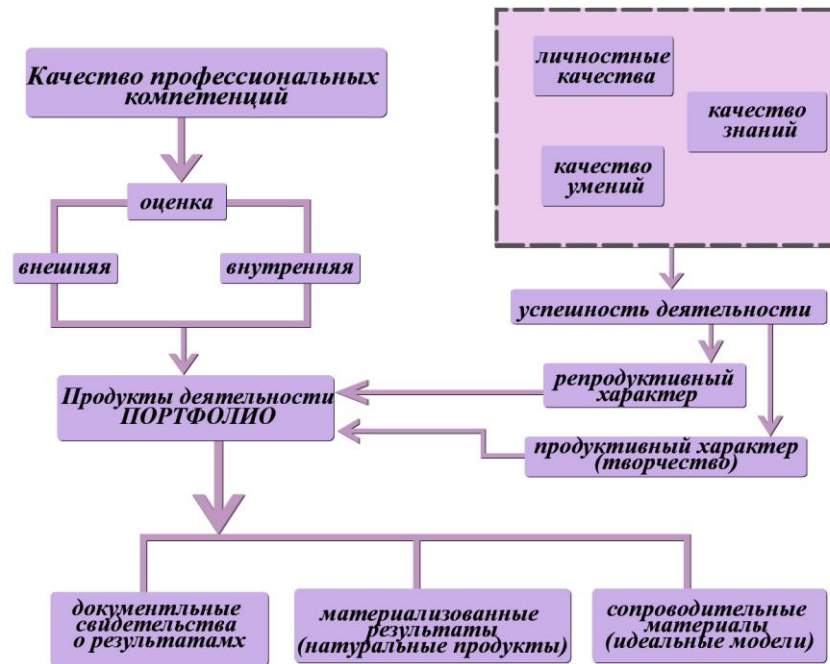 Качество профессиональных
компетенций
оценка
внешняя
внутренняя
личностные
качества
качество
знаний
качество
умений
успешность деятельности
репродуктивный
характер
продуктивный характер
(творчество)
Продукты деятельности
ПОРТФОЛИО
документльные
свидетельства
о результатамх
материализованные
результаты
(натуральные продукты)
сопроводительные
материалы
(идеальные модели)